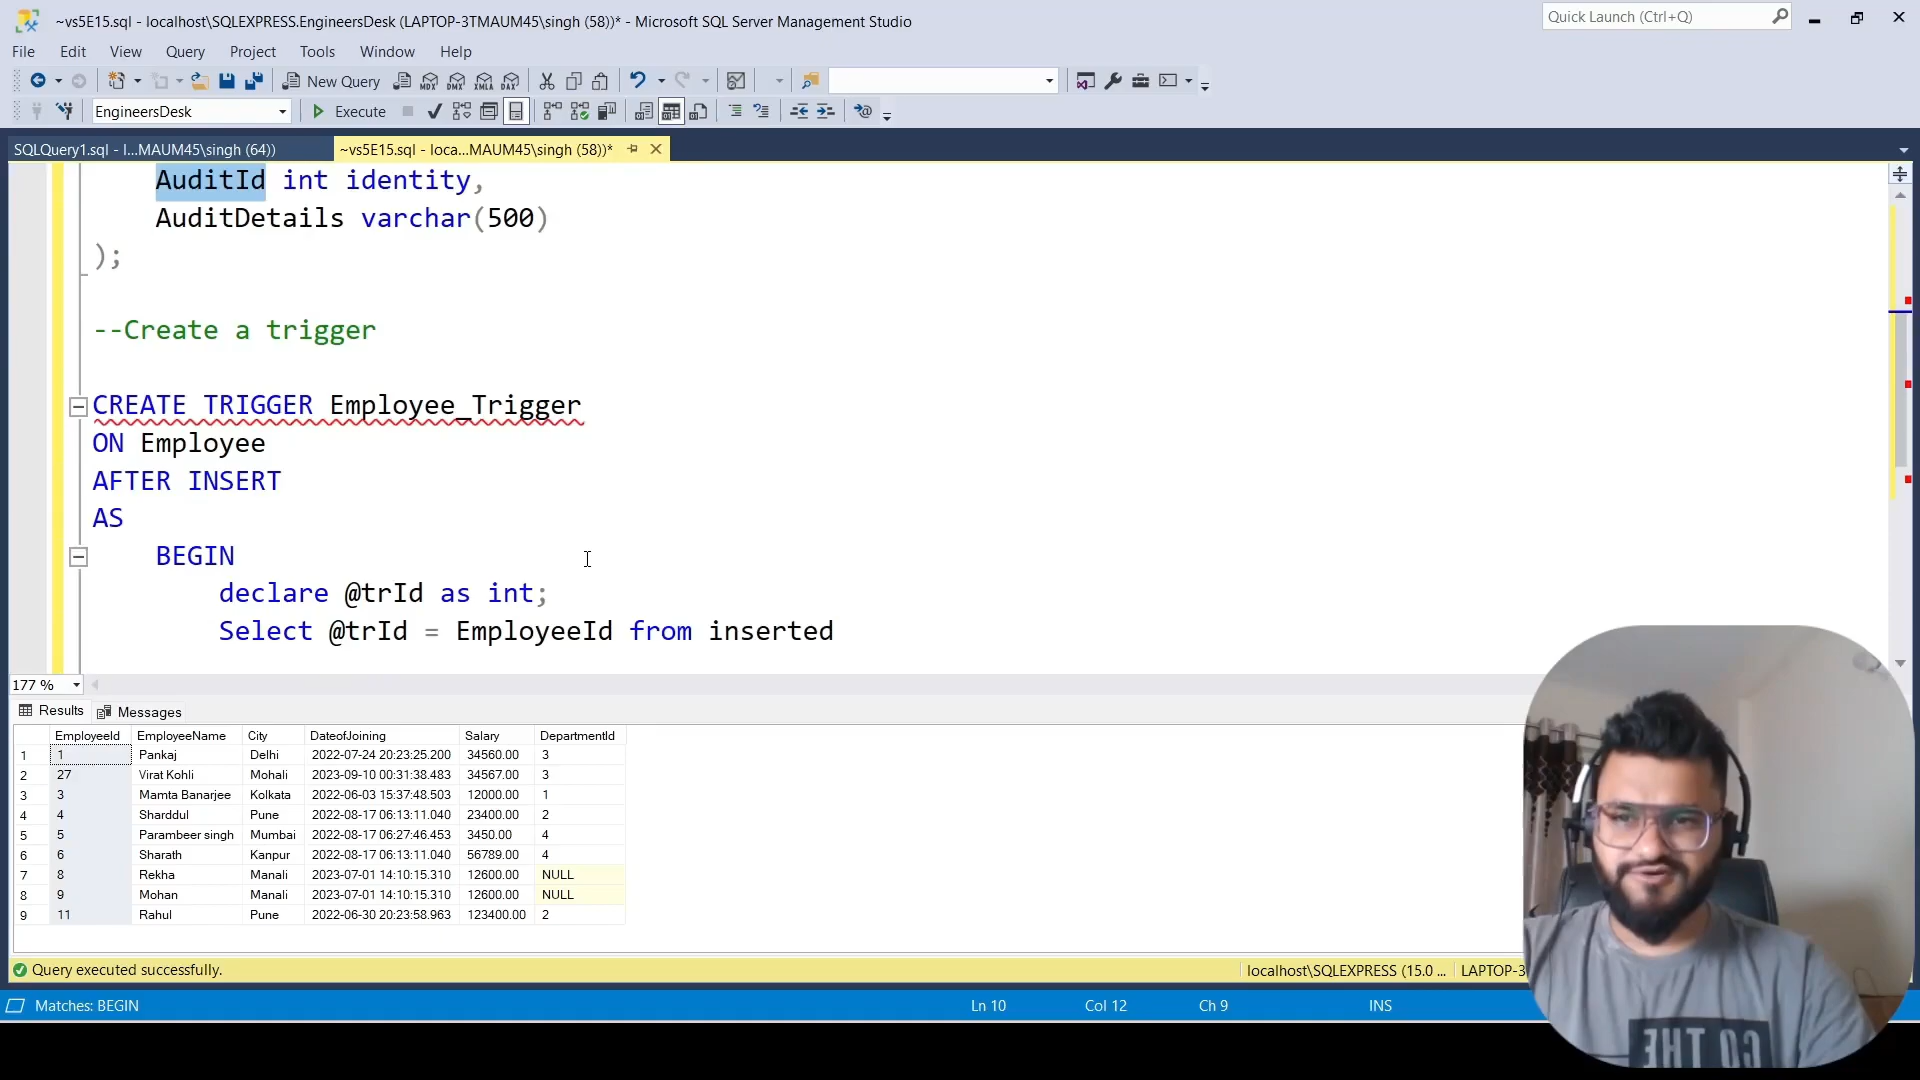 ~vs5E15.sql - localhost\SQLEXPRESS.EngineersDesk (LAPTOP-3TMAUM45\singh (58))* - Microsoft SQL Server Management Studio
Quick Launch (Ctrl+Q)
File Edit View Query Project Tools Window Help
New Query MDX DMX XMLA DAX
EngineersDesk Execute
SQLQuery1.sql - l...MAUM45\singh (64))
~vs5E15.sql - loca...MAUM45\singh (58))*
AuditId int identity,
AuditDetails varchar(500)
);
--Create a trigger
CREATE TRIGGER Employee_Trigger
ON Employee
AFTER INSERT
AS
BEGIN
declare @trId as int;
Select @trId = EmployeeId from inserted
177 %
Results Messages
EmployeeId EmployeeName City DateofJoining Salary DepartmentId
1 1 Pankaj Delhi 2022-07-24 20:23:25.200 34560.00 3
2 27 Virat Kohli Mohali 2023-09-10 00:31:38.483 34567.00 3
3 3 Mamta Banarjee Kolkata 2022-06-03 15:37:48.503 12000.00 1
4 4 Sharddul Pune 2022-08-17 06:13:11.040 23400.00 2
5 5 Parambeer singh Mumbai 2022-08-17 06:27:46.453 3450.00 4
6 6 Sharath Kanpur 2022-08-17 06:13:11.040 56789.00 4
7 8 Rekha Manali 2023-07-01 14:10:15.310 12600.00 NULL
8 9 Mohan Manali 2023-07-01 14:10:15.310 12600.00 NULL
9 11 Rahul Pune 2022-06-30 20:23:58.963 123400.00 2
Query executed successfully.
localhost\SQLEXPRESS (15.0 ... LAPTOP-3
Matches: BEGIN
Ln 10 Col 12 Ch 9 INS
GO THE